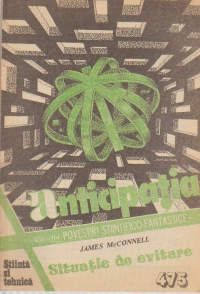 Anticipația
Colecția POVESTIRI ȘTIINȚIFICO-FANTASTICE
JAMES McCONNELL
Știință
și
tehnică
Situație de evitare
475